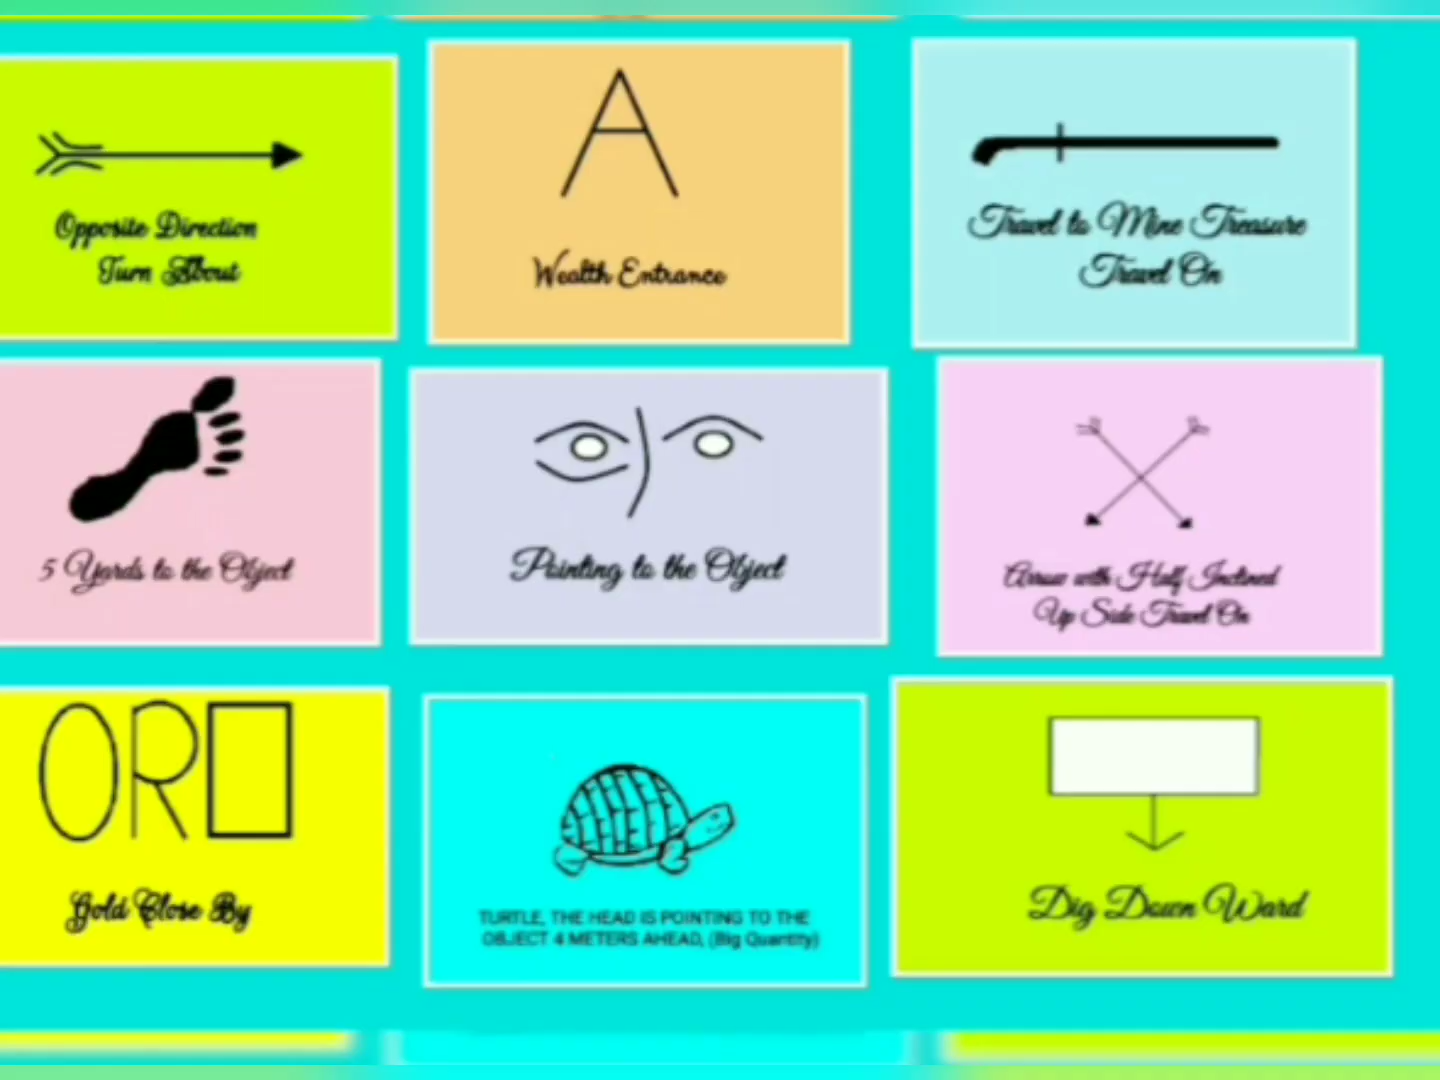 Opposite Direction
Turn About
A
Wealth Entrance
Travel to Mine Treasure
Travel On
5 Yards to the Object
Pointing to the Object
Arrow with Half Inclined
Up Side Travel On
ORO
Gold Close By
TURTLE, THE HEAD IS POINTING TO THE
OBJECT 4 METERS AHEAD, (Big Quantity)
Dig Down Ward